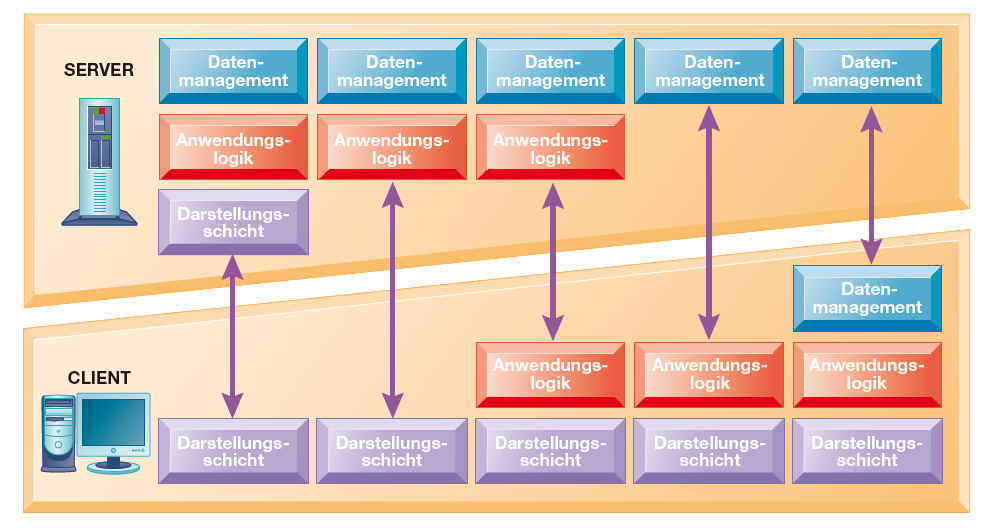 SERVER
Daten-
management
Daten-
management
Daten-
management
Daten-
management
Daten-
management
Anwendungs-
logik
Anwendungs-
logik
Anwendungs-
logik
Darstellungs-
schicht
CLIENT
Daten-
management
Anwendungs-
logik
Anwendungs-
logik
Anwendungs-
logik
Darstellungs-
schicht
Darstellungs-
schicht
Darstellungs-
schicht
Darstellungs-
schicht
Darstellungs-
schicht